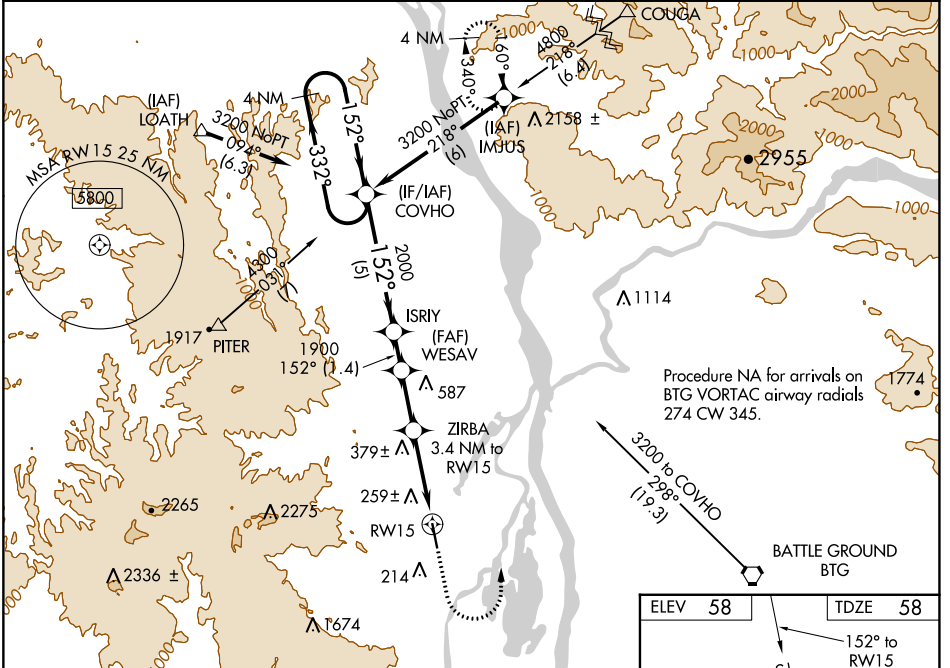 COUGA
4 NM
1000
160°
340°
4800
218°
(6.4)
1000
2000
(IAF)
LOATH
4 NM
3200 NoPT
094°
(6.3)
152°
332°
3200 NoPT
218°
(6)
(IAF)
IMJUS
2158 ±
2000
2955
1000
1000
MSA RW15 25 NM
5800
(IF/IAF)
COVHO
4300
031°
(7)
2000
152°
(5)
1114
1917
PITER
ISRIY
1900
152° (1.4)
(FAF)
WESAV
587
Procedure NA for arrivals on
BTG VORTAC airway radials
274 CW 345.
1774
ZIRBA
3.4 NM to
RW15
379±
3200 to COVHO
298°
(19.3)
259±
2265
2275
RW15
214
2336 ±
BATTLE GROUND
BTG
1674
ELEV 58
TDZE 58
152° to
RW15